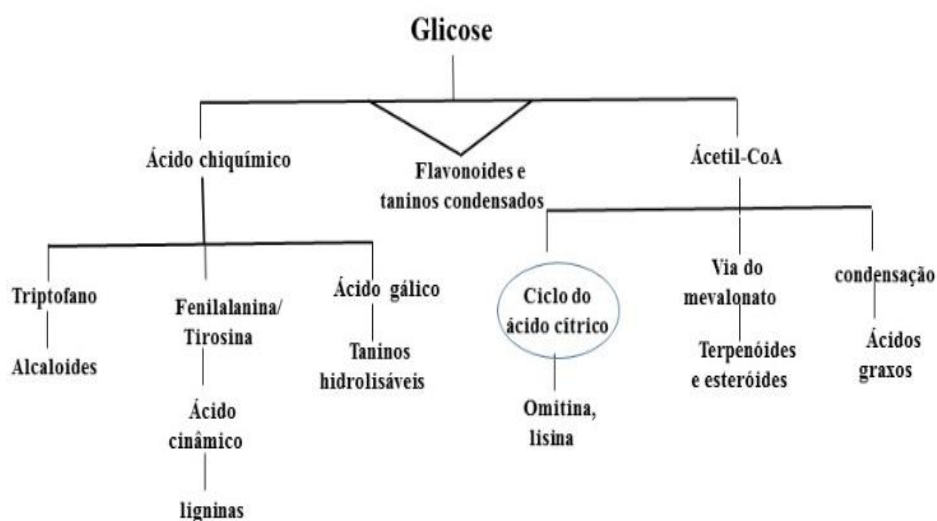 Glicose
Ácido chiquímico
Flavonoides e
taninos condensados
Ácetil-CoA
Triptofano
Alcaloides
Fenilalanina/
Tirosina
Ácido
cinâmico
ligninas
Ácido gálico
Taninos
hidrolisáveis
Ciclo do
ácido cítrico
Omitina,
lisina
Via do
mevalonato
Terpenóides
e esteróides
condensação
Ácidos
graxos